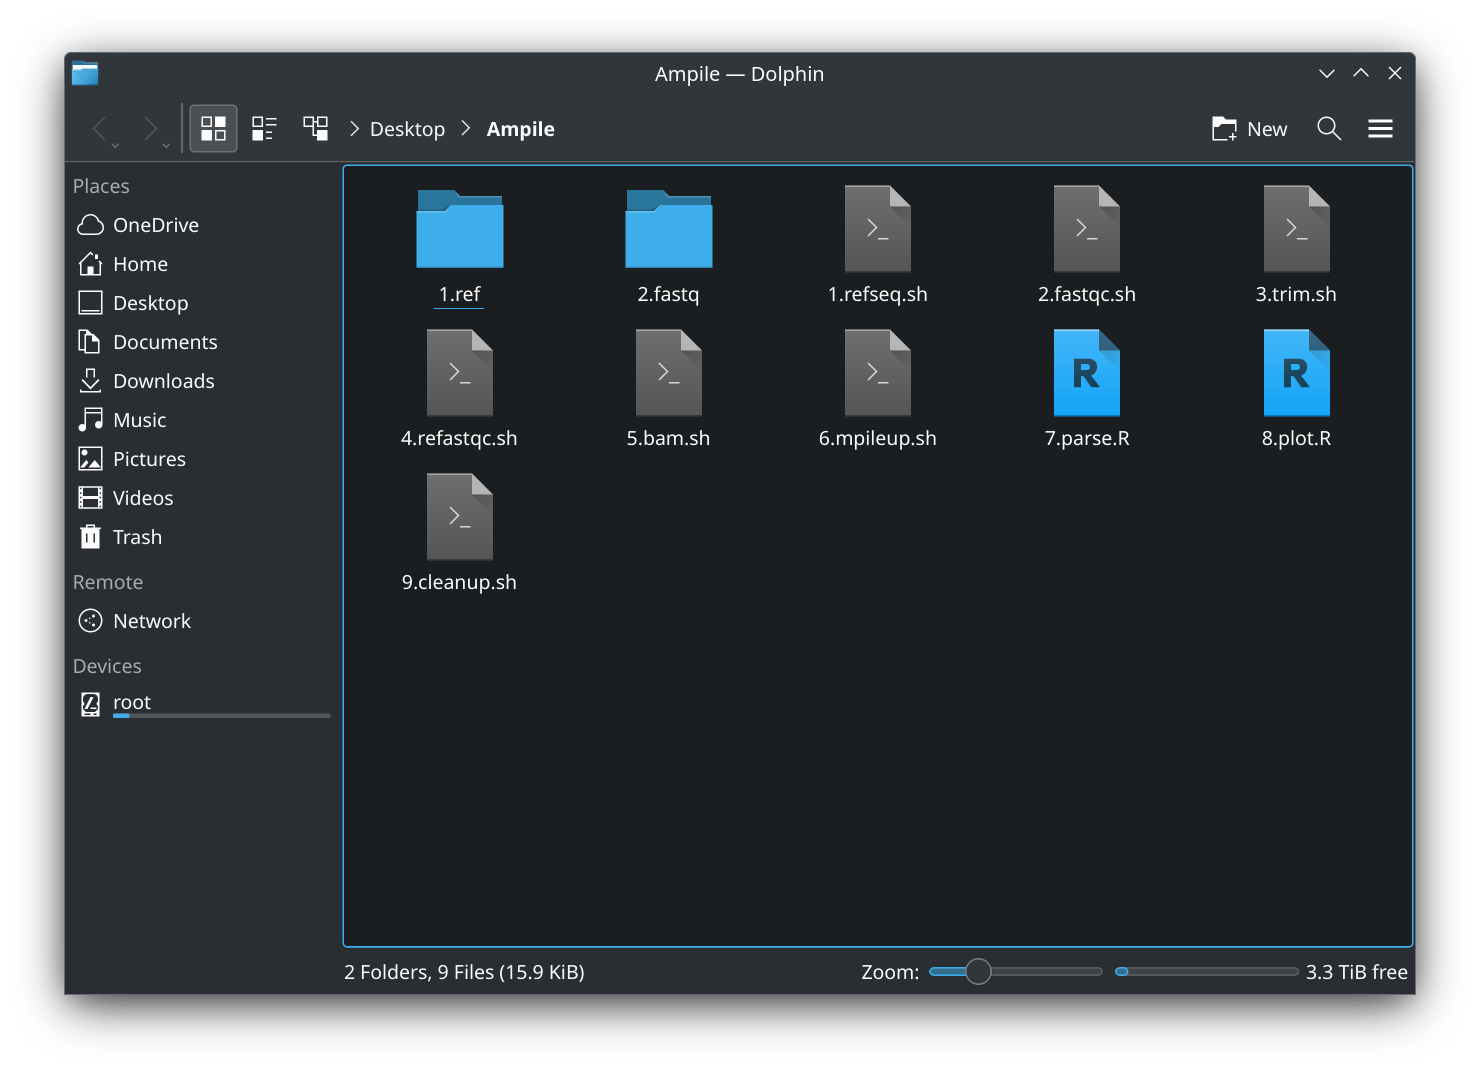 Ampile — Dolphin
Desktop
Ampile
New
Places
OneDrive
Home
Desktop
Documents
Downloads
Music
Pictures
Videos
Trash
Remote
Network
Devices
root
1.ref
2.fastq
1.refseq.sh
2.fastqc.sh
3.trim.sh
4.refastqc.sh
5.bam.sh
6.mpileup.sh
R
7.parse.R
R
8.plot.R
9.cleanup.sh
2 Folders, 9 Files (15.9 KiB)
Zoom:
3.3 TiB free